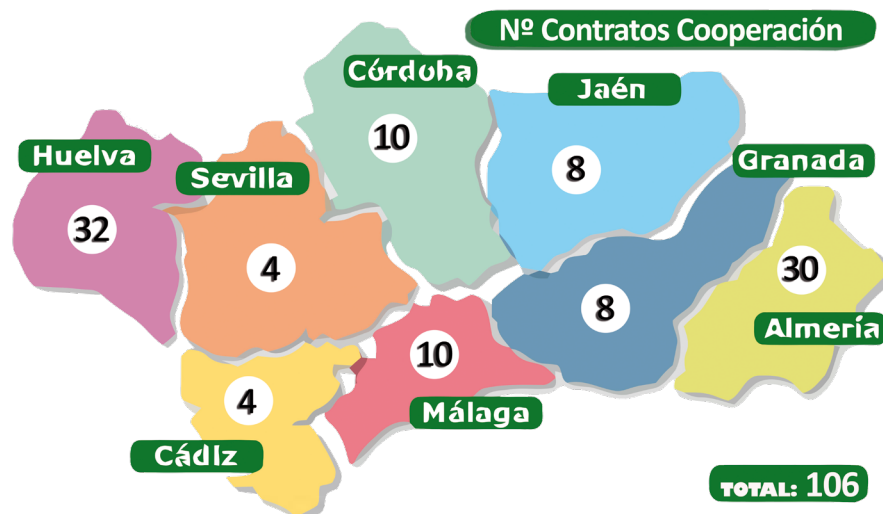 Nº Contratos Cooperación
Córdoba
Jaén
10
Huelva
Sevilla
8
Granada
32
4
30
8
Almería
10
4
Málaga
Cádiz
TOTAL: 106